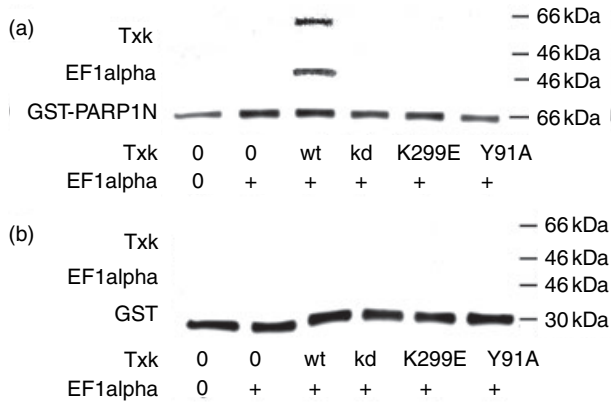 (a)
Txk 66 kDa
46 kDa
EF1alpha 46 kDa
GST-PARP1N 66 kDa
Txk 0 0 wt kd K299E Y91A
EF1alpha 0 + + + + +
(b)
Txk 66 kDa
EF1alpha 46 kDa
46 kDa
GST 30 kDa
Txk 0 0 wt kd K299E Y91A
EF1alpha 0 + + + + +